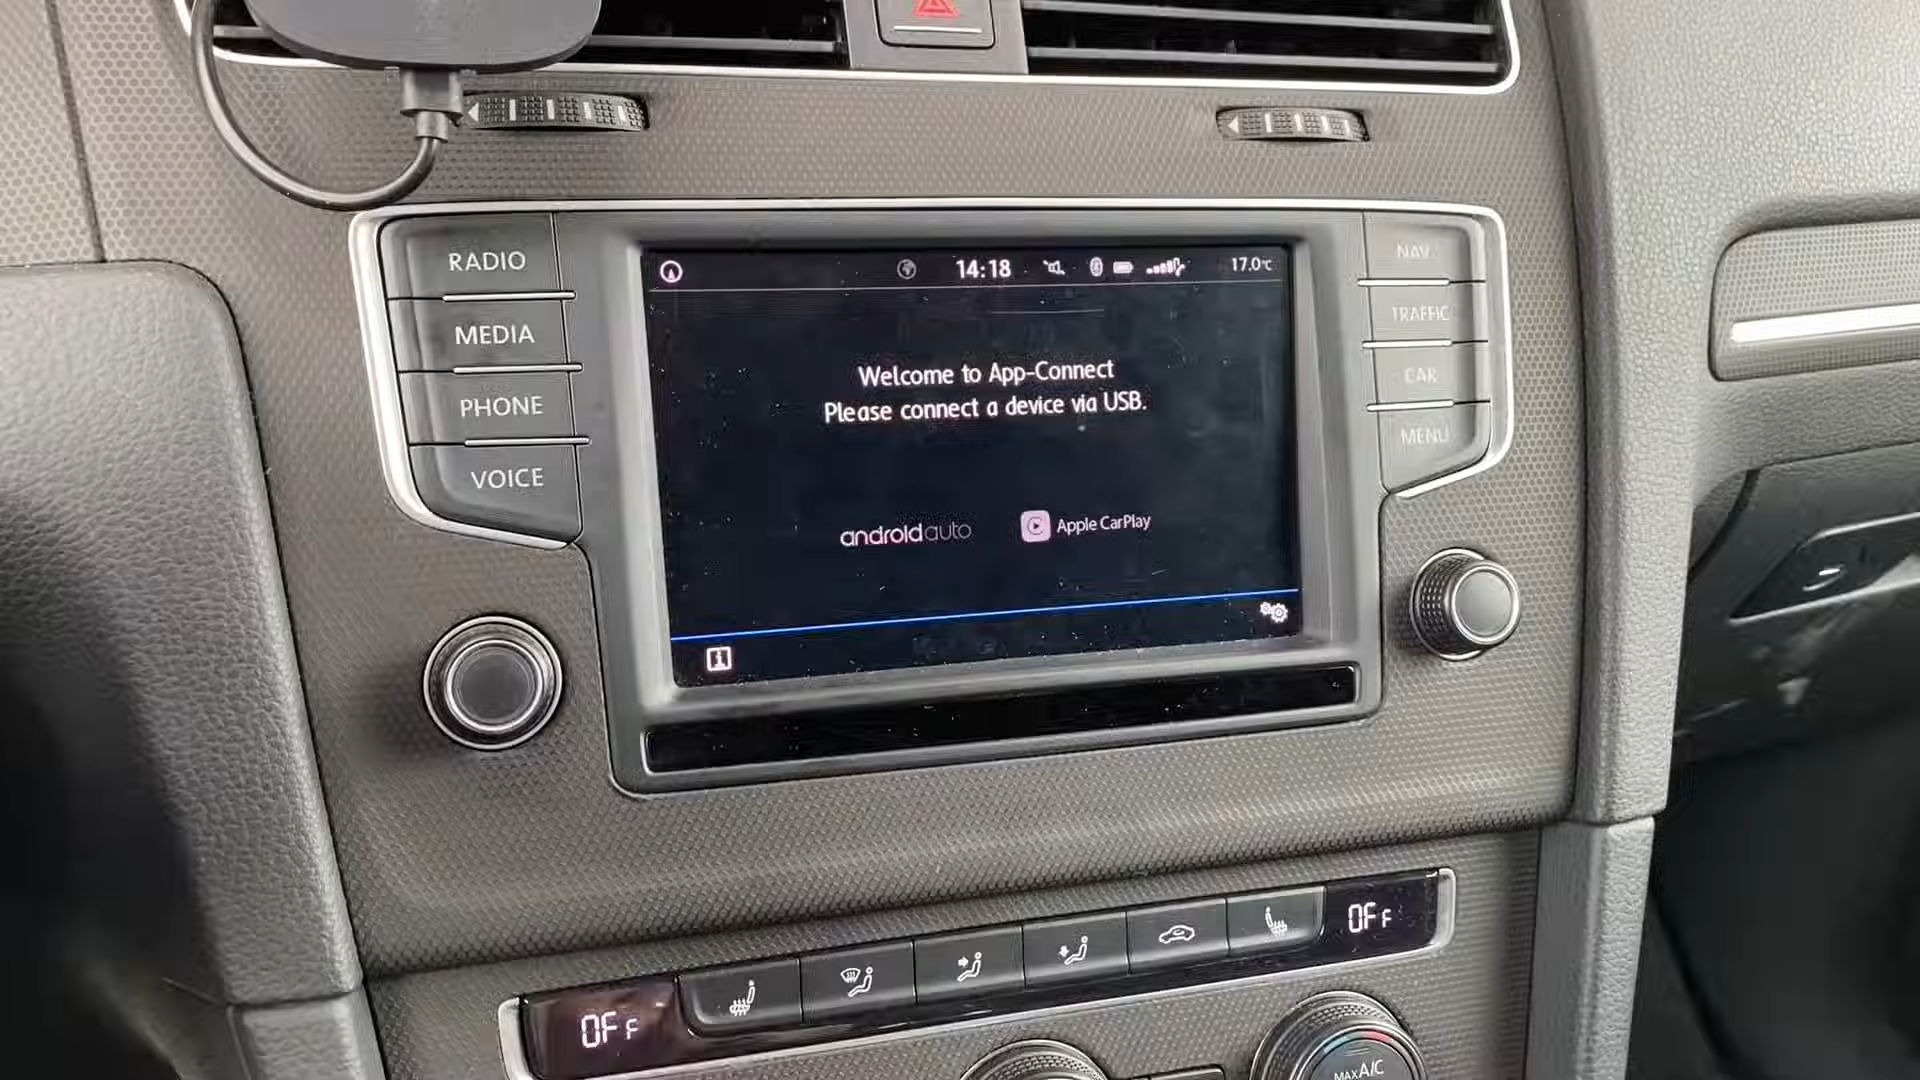 RADIO
MEDIA
PHONE
VOICE
14:18
17.0°C
Welcome to App-Connect
Please connect a device via USB.
androidauto
Apple CarPlay
NAV
TRAFFIC
CAR
MENU
OFF
OFF
MAX A/C